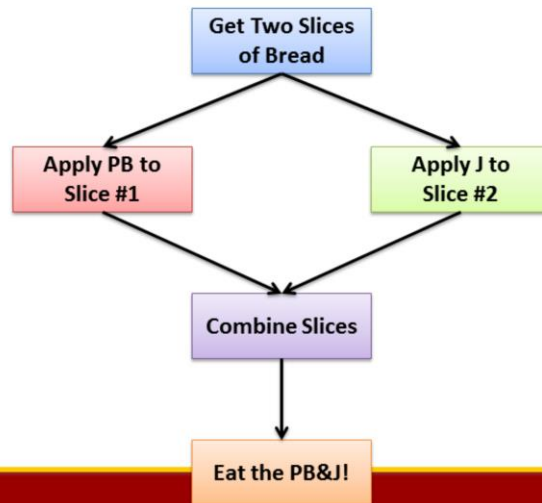 Get Two Slices
of Bread
Apply PB to
Slice #1
Apply J to
Slice #2
Combine Slices
Eat the PB&J!